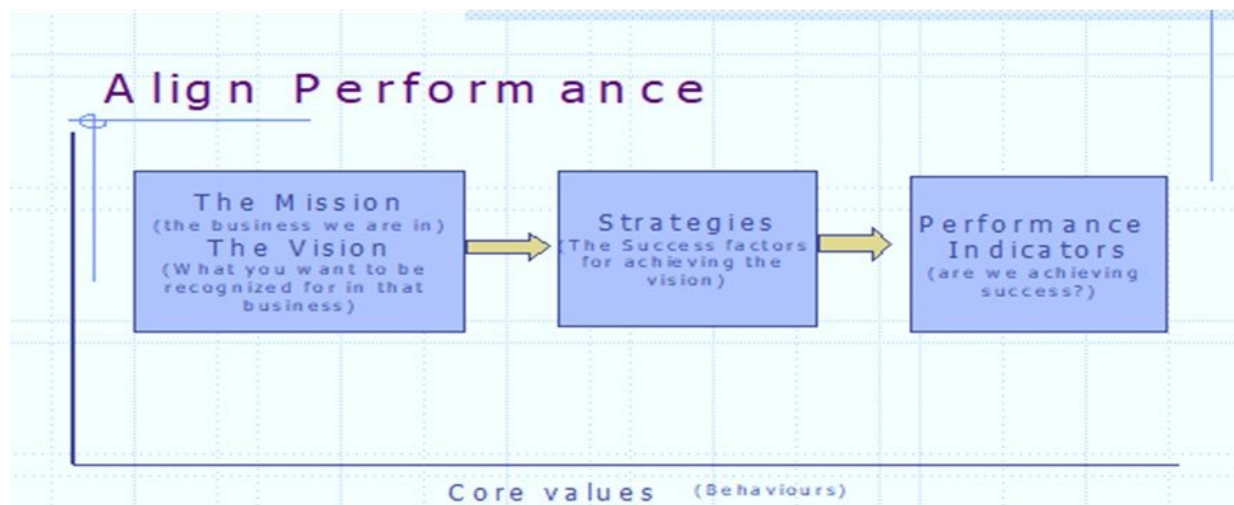 Align Performance
The Mission
(the business we are in)
The Vision
(What you want to be
recognized for in that
business)
Strategies
(The Success factors
for achieving the
vision)
Performance
Indicators
(are we achieving
success?)
Core values (Behaviours)